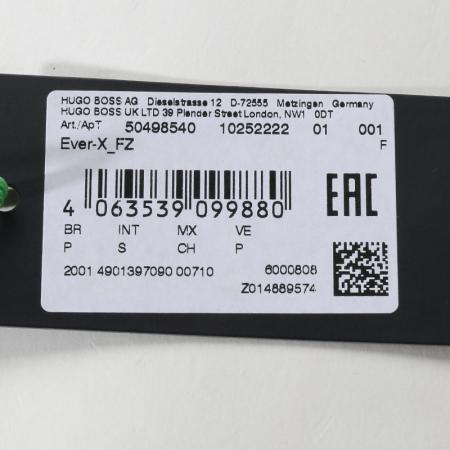 HUGO BOSS AG Dieselstrasse 12 D-72555 Metzingen Germany
HUGO BOSS UK LTD 39 Plender Street London, NW1 0DT
Art./ApT 50498540 10252222 01 001
Ever-X_FZ F
4 063539 099880 EAC
BR INT MX VE
P S CH P
2001 4901397090 00710 6000808
Z014889574